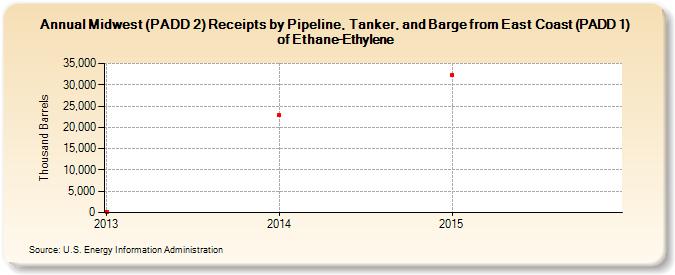 Annual Midwest (PADD 2) Receipts by Pipeline, Tanker, and Barge from East Coast (PADD 1)
of Ethane-Ethylene
Thousand Barrels
35,000
30,000
25,000
20,000
15,000
10,000
5,000
0
2013 2014 2015
Source: U.S. Energy Information Administration